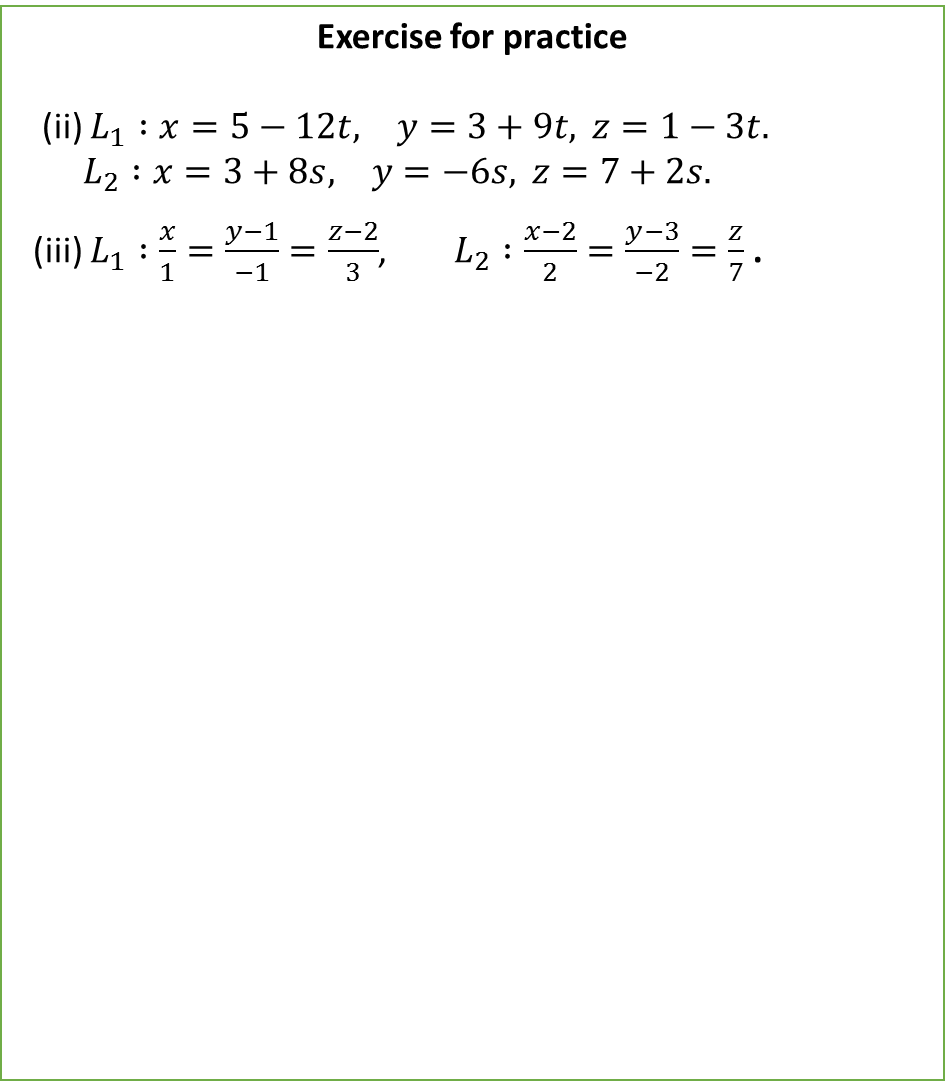 Exercise for practice
(ii) L₁ : x = 5 − 12t, y = 3 + 9t, z = 1 − 3t.
L₂ : x = 3 + 8s, y = −6s, z = 7 + 2s.
(iii) L₁ : x/1 = (y−1)/(−1) = (z−2)/3, L₂ : (x−2)/2 = (y−3)/(−2) = z/7 .